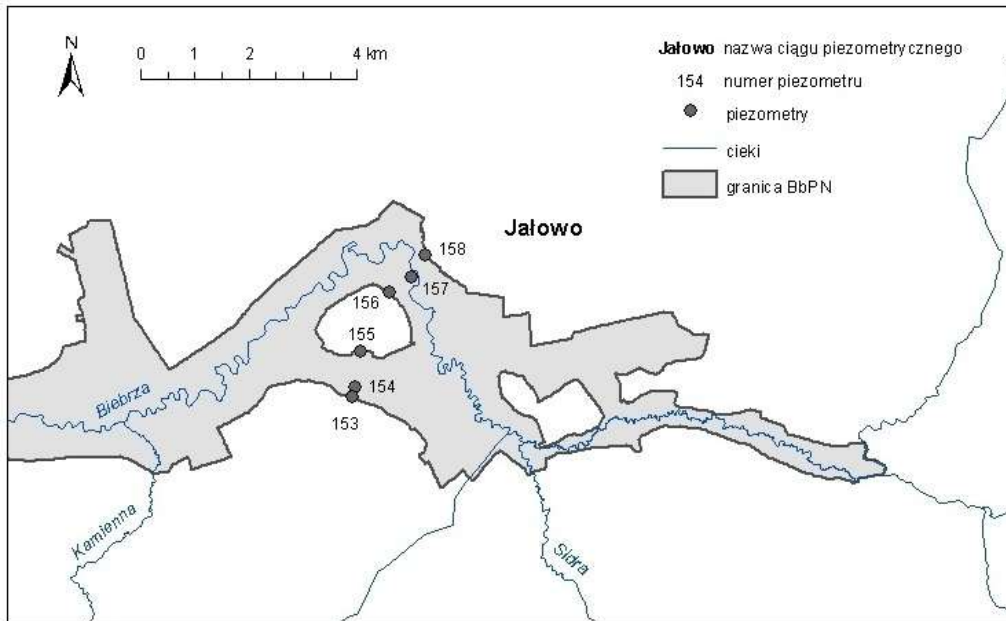 N
0 1 2 4 km
Jałowo nazwa ciągu piezometrycznego
154 numer piezometru
piezometry
cieki
granica BbPN
Jałowo
158
157
156
155
154
153
Biebrza
Kamienna
Sidra